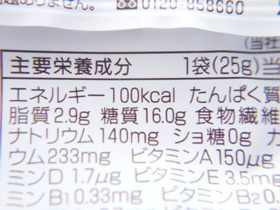 0120-858660
(当社
主要栄養成分 1袋(25g)当
エネルギー100kcal たんぱく質
脂質2.9g 糖質16.0g 食物繊維
ナトリウム140mg ショ糖0g カ
ウム233mg ビタミンA150μg
ミンD1.7μg ビタミンE3.5mg
ミンB₁0.33mg ビタミンB₂0